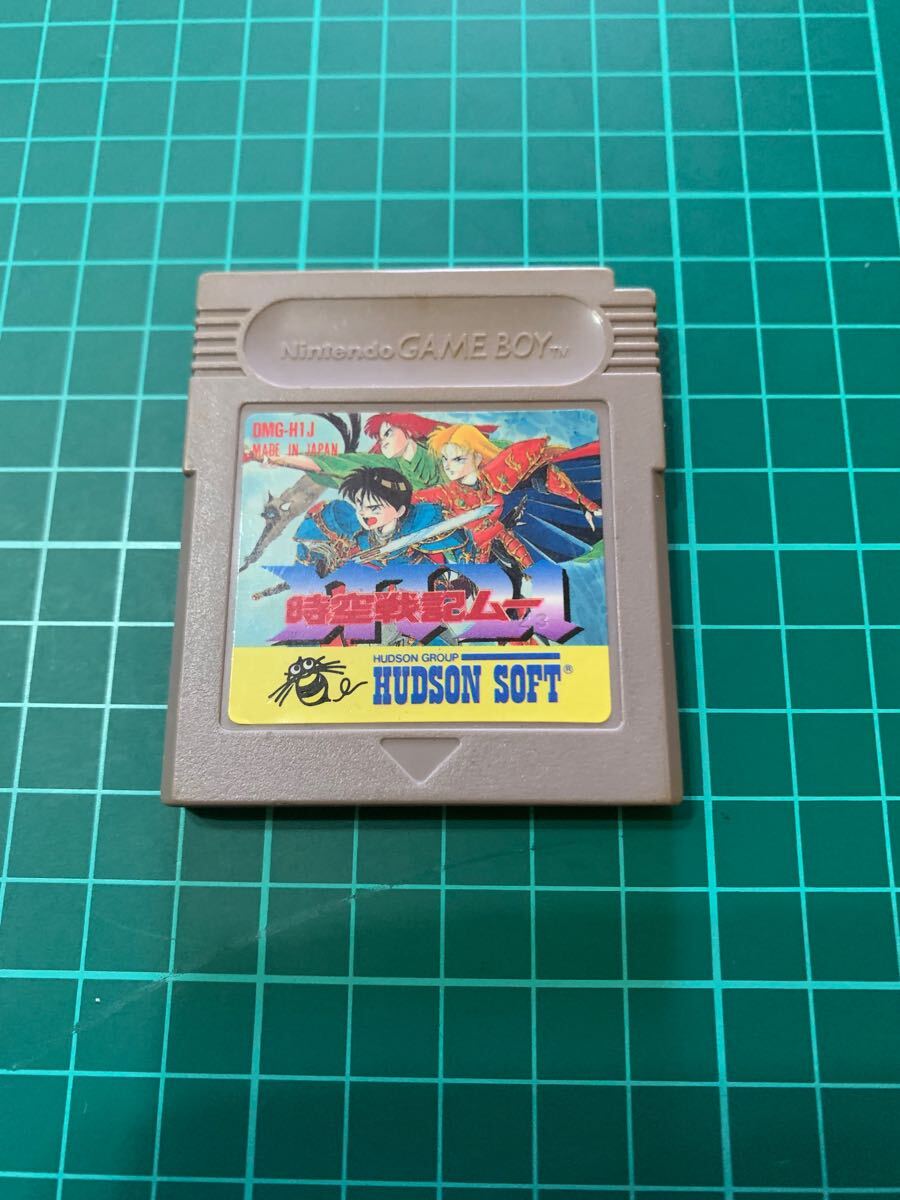 Nintendo GAME BOY TM
DMG-H1J
MADE IN JAPAN
時空戦記ムー
23
HUDSON GROUP
HUDSON SOFT®